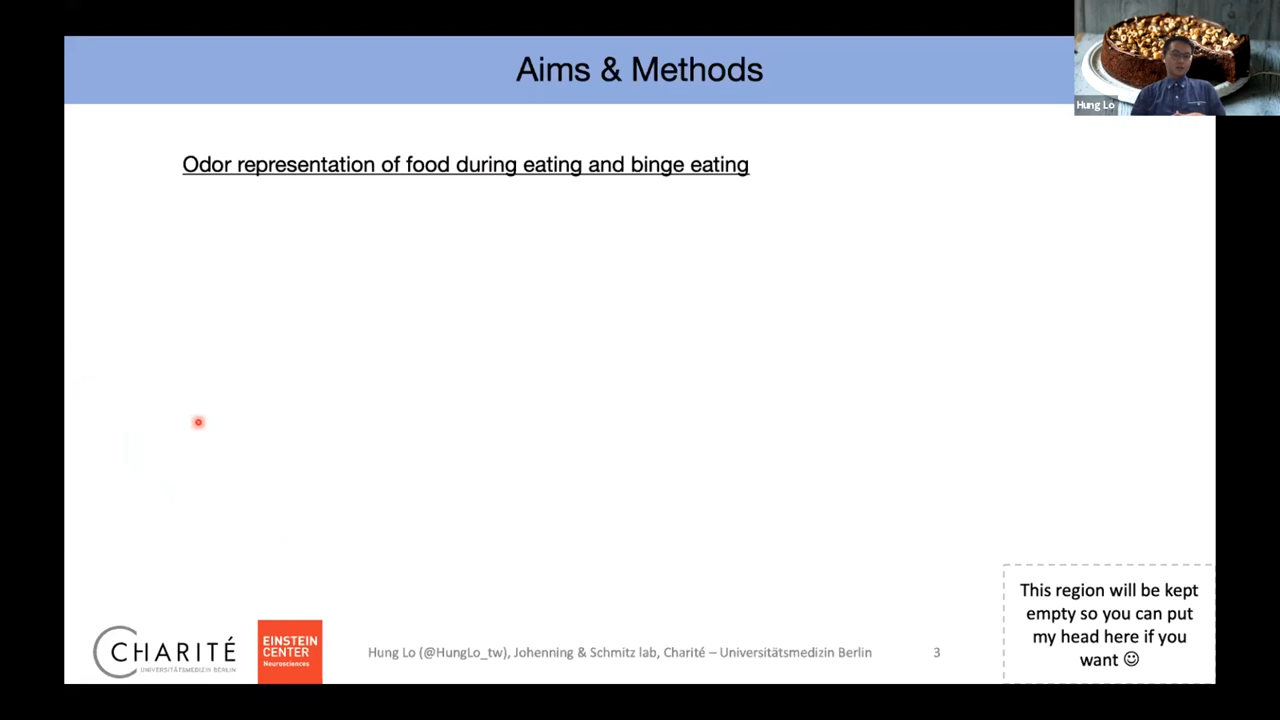 Aims & Methods
Hung Lo
Odor representation of food during eating and binge eating
This region will be kept
empty so you can put
my head here if you
want ☺
CHARITÉ
UNIVERSITÄTSMEDIZIN BERLIN
EINSTEIN
CENTER
Neurosciences
Hung Lo (@HungLo_tw), Johenning & Schmitz lab, Charité – Universitätsmedizin Berlin
3